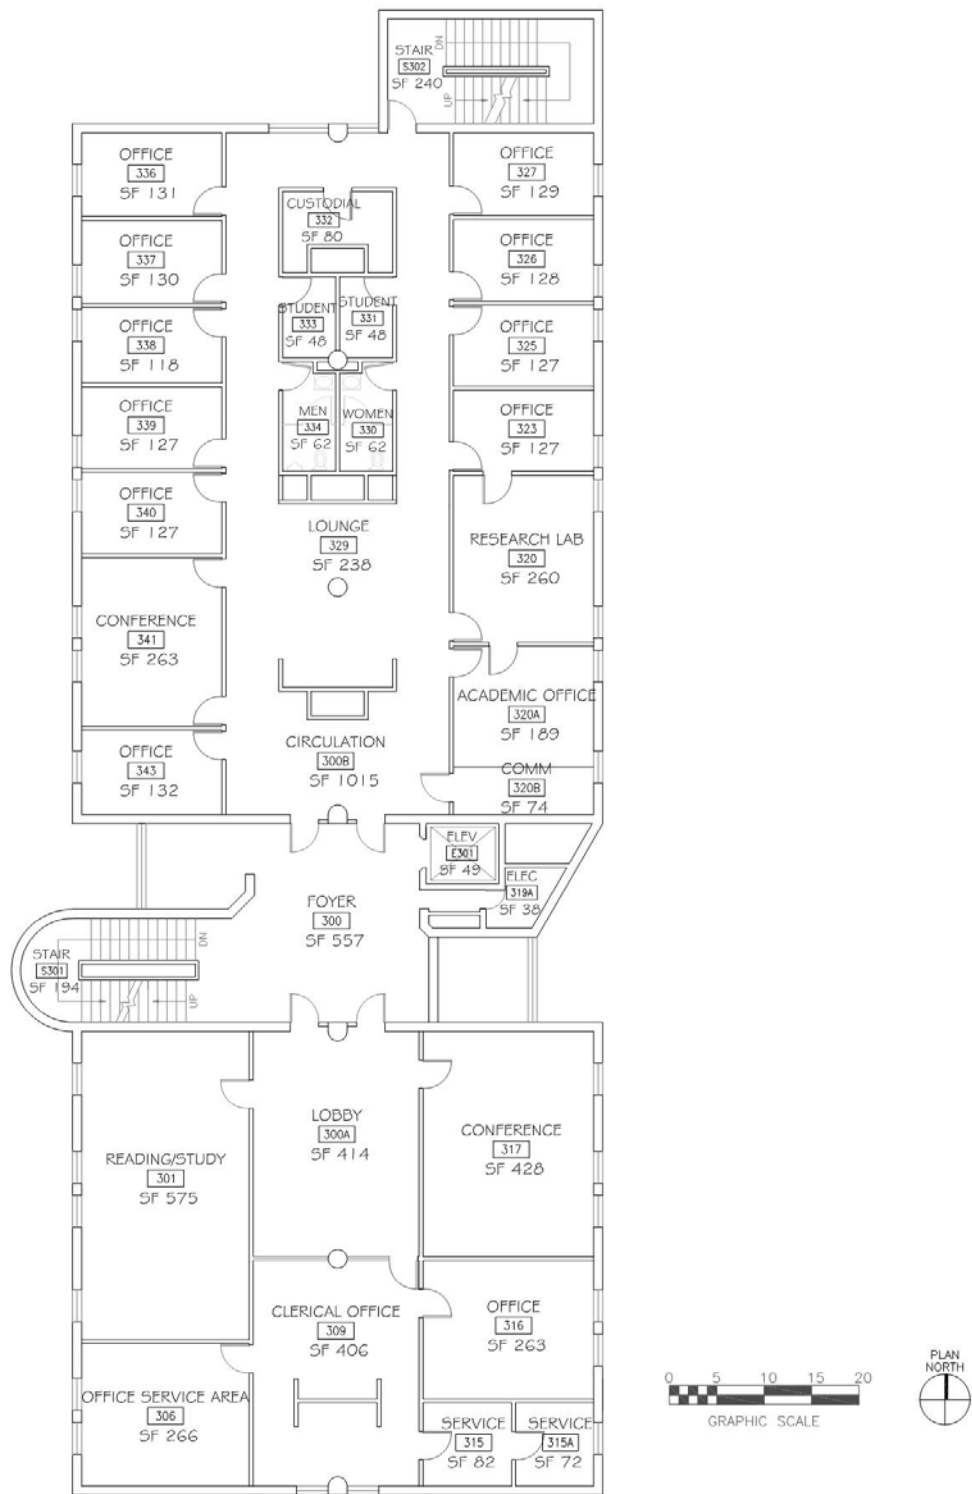 STAIR
S302
SF 240
DN
UP
OFFICE
336
SF 131
OFFICE
327
SF 129
CUSTODIAL
332
SF 80
OFFICE
337
SF 130
OFFICE
326
SF 128
STUDENT
333
SF 48
STUDENT
331
SF 48
OFFICE
338
SF 118
OFFICE
325
SF 127
OFFICE
339
SF 127
MEN
334
SF 62
WOMEN
330
SF 62
OFFICE
323
SF 127
OFFICE
340
SF 127
LOUNGE
329
SF 238
RESEARCH LAB
320
SF 260
CONFERENCE
341
SF 263
ACADEMIC OFFICE
320A
SF 189
OFFICE
343
SF 132
CIRCULATION
300B
SF 1015
COMM
320B
SF 74
ELEV
E301
SF 49
ELEC
319A
SF 38
FOYER
300
SF 557
STAIR
S301
SF 194
DN
UP
LOBBY
300A
SF 414
CONFERENCE
317
SF 428
READING/STUDY
301
SF 575
CLERICAL OFFICE
309
SF 406
OFFICE
316
SF 263
OFFICE SERVICE AREA
306
SF 266
SERVICE
315
SF 82
SERVICE
315A
SF 72
0 5 10 15 20
GRAPHIC SCALE
PLAN
NORTH